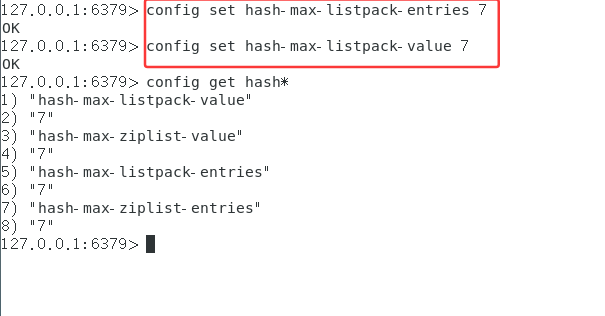 127.0.0.1:6379> config set hash-max-listpack-entries 7
OK
127.0.0.1:6379> config set hash-max-listpack-value 7
OK
127.0.0.1:6379> config get hash*
1) "hash-max-listpack-value"
2) "7"
3) "hash-max-ziplist-value"
4) "7"
5) "hash-max-listpack-entries"
6) "7"
7) "hash-max-ziplist-entries"
8) "7"
127.0.0.1:6379>